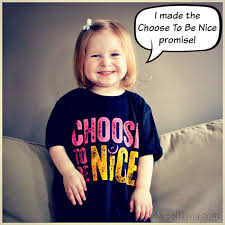 I made the
Choose To Be Nice
promise!
CHOOSE
TO
BE
NiCE